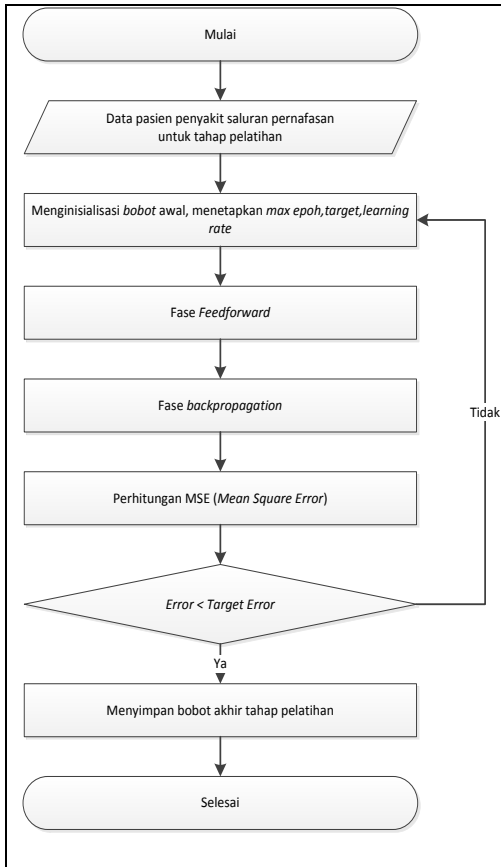 Mulai
Data pasien penyakit saluran pernafasan
untuk tahap pelatihan
Menginisialisasi bobot awal, menetapkan max epoh,target,learning
rate
Fase Feedforward
Fase backpropagation
Tidak
Perhitungan MSE (Mean Square Error)
Error < Target Error
Ya
Menyimpan bobot akhir tahap pelatihan
Selesai